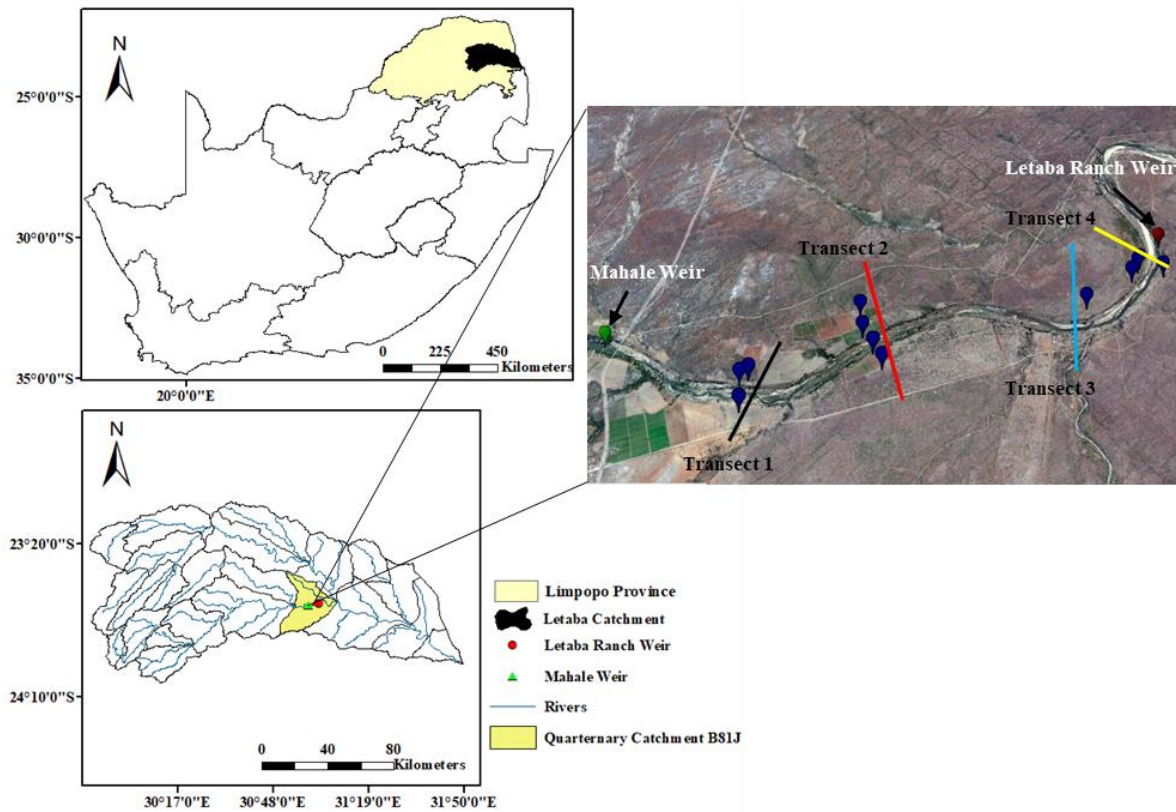 N
25°0'0"S
30°0'0"S
35°0'0"S
20°0'0"E
0 225 450
Kilometers
Letaba Ranch Weir
Transect 4
Transect 2
Mahale Weir
Transect 3
Transect 1
N
23°20'0"S
24°10'0"S
0 40 80
Kilometers
30°17'0"E 30°48'0"E 31°19'0"E 31°50'0"E
Limpopo Province
Letaba Catchment
Letaba Ranch Weir
Mahale Weir
Rivers
Quarternary Catchment B81J